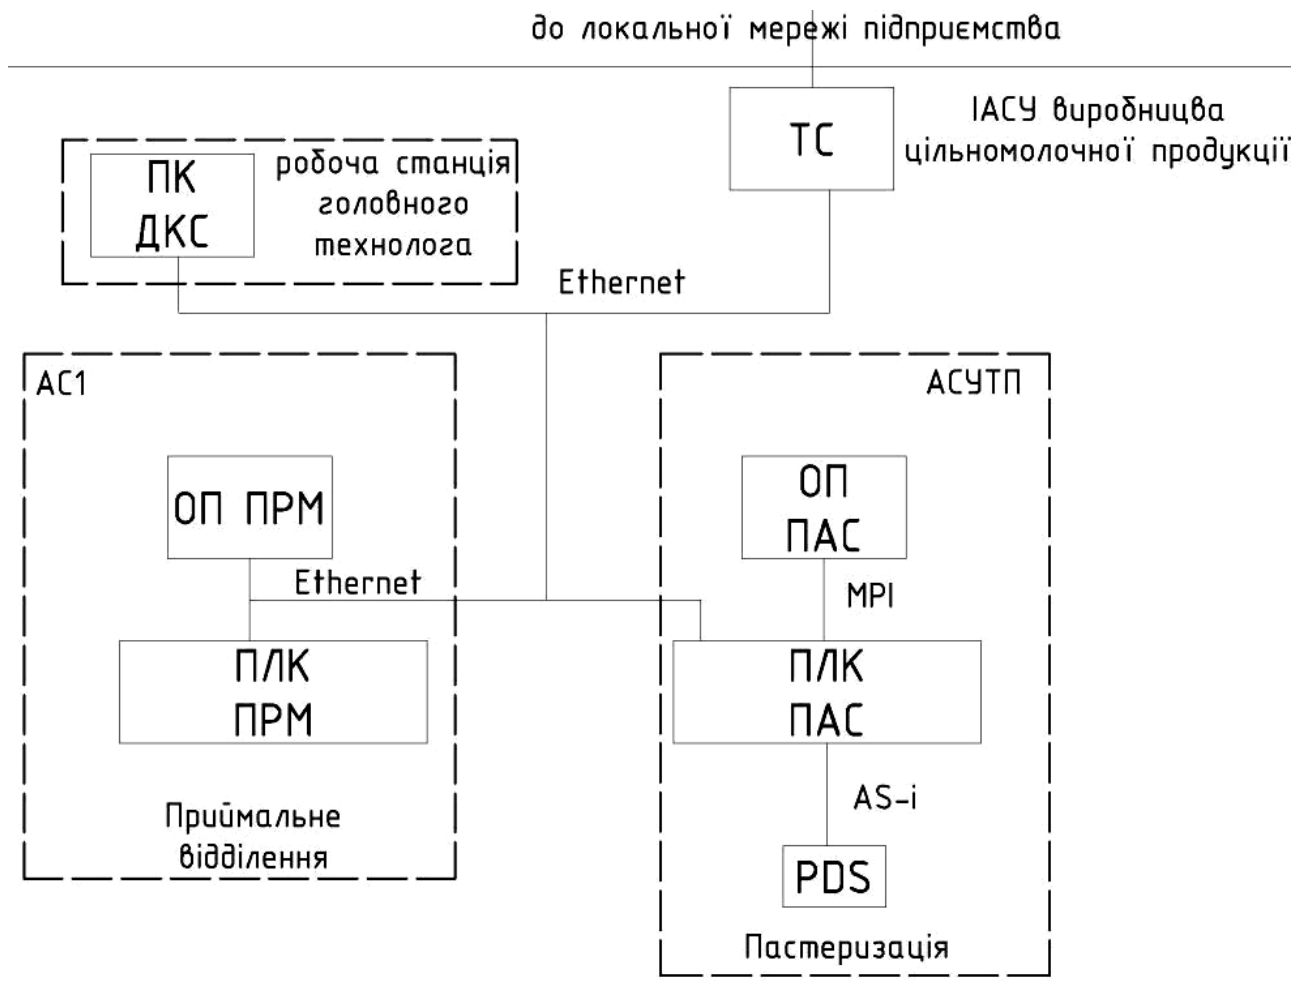 до локальної мережі підприємства
ТС
ІАСУ виробницва
цільномолочної продукції
ПК
ДКС
робоча станція
головного
технолога
Ethernet
АС1
ОП ПРМ
Ethernet
ПЛК
ПРМ
Приймальне
відділення
АСУТП
ОП
ПАС
MPI
ПЛК
ПАС
AS-i
PDS
Пастеризація